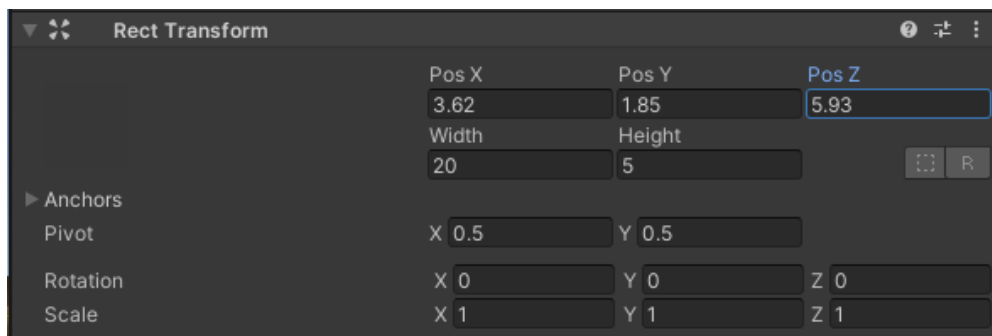 Rect Transform
Pos X Pos Y Pos Z
3.62 1.85 5.93
Width Height
20 5
R
Anchors
Pivot X 0.5 Y 0.5
Rotation X 0 Y 0 Z 0
Scale X 1 Y 1 Z 1